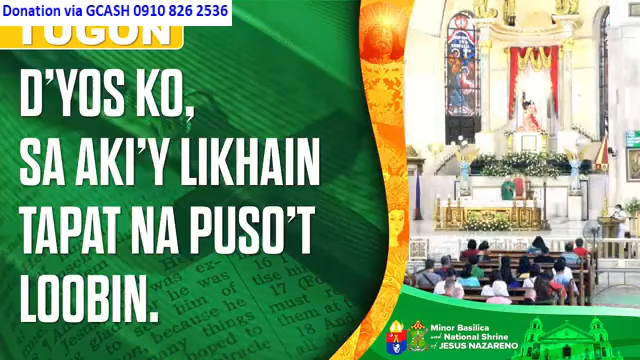 Donation via GCASH 0910 826 2536
TUGON
D'YOS KO,
SA AKI'Y LIKHAIN
TAPAT NA PUSO'T
LOOBIN.
Minor Basilica
and National Shrine
of JESUS NAZARENO